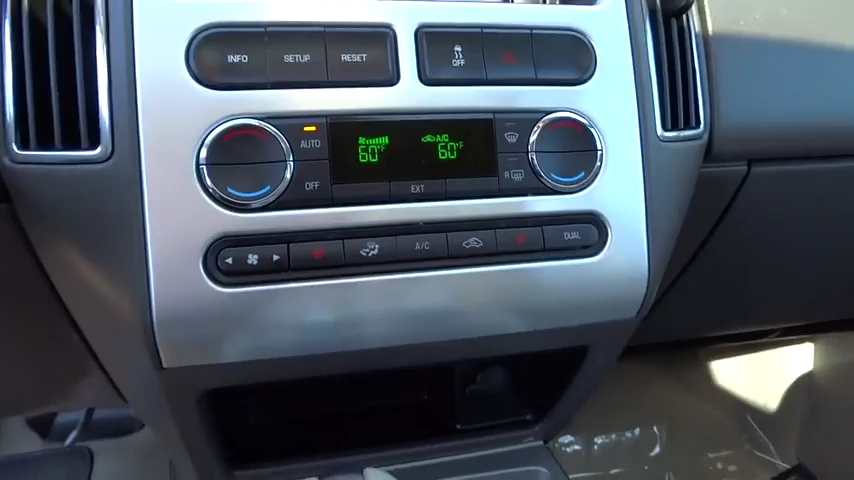 INFO SETUP RESET OFF
AUTO 60°F A/C 60°F
OFF EXT R
A/C DUAL